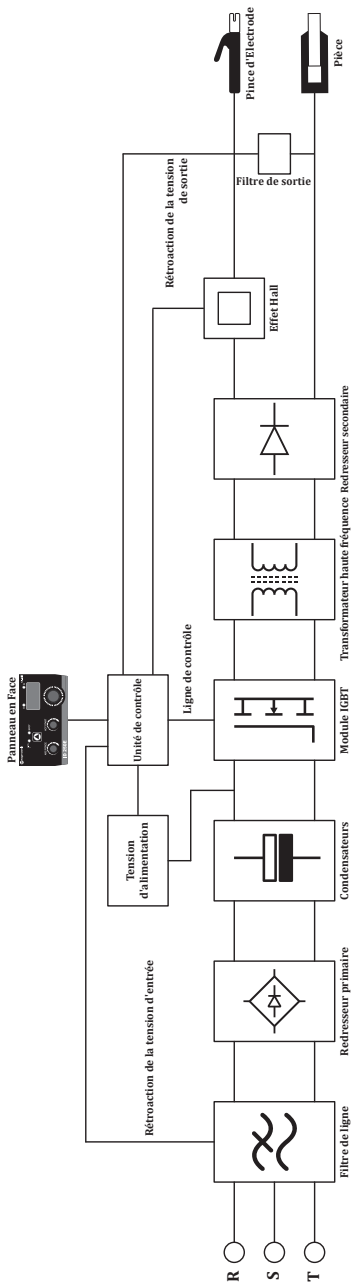 Panneau en Face
Unité de contrôle
Tension
d'alimentation
Rétroaction de la tension d'entrée
Ligne de contrôle
Rétroaction de la tension
de sortie
R
S
T
Filtre de ligne
Redresseur primaire
Condensateurs
Module IGBT
Transformateur haute fréquence
Redresseur secondaire
Effet Hall
Filtre de sortie
Pince d'Electrode
Pièce